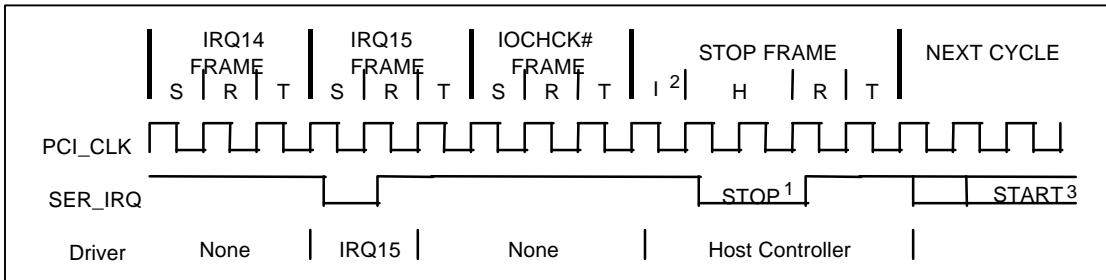 IRQ14 IRQ15 IOCHCK#
FRAME FRAME FRAME STOP FRAME NEXT CYCLE
S R T S R T S R T I 2 H R T
PCI_CLK
SER_IRQ STOP 1 START 3
Driver None IRQ15 None Host Controller